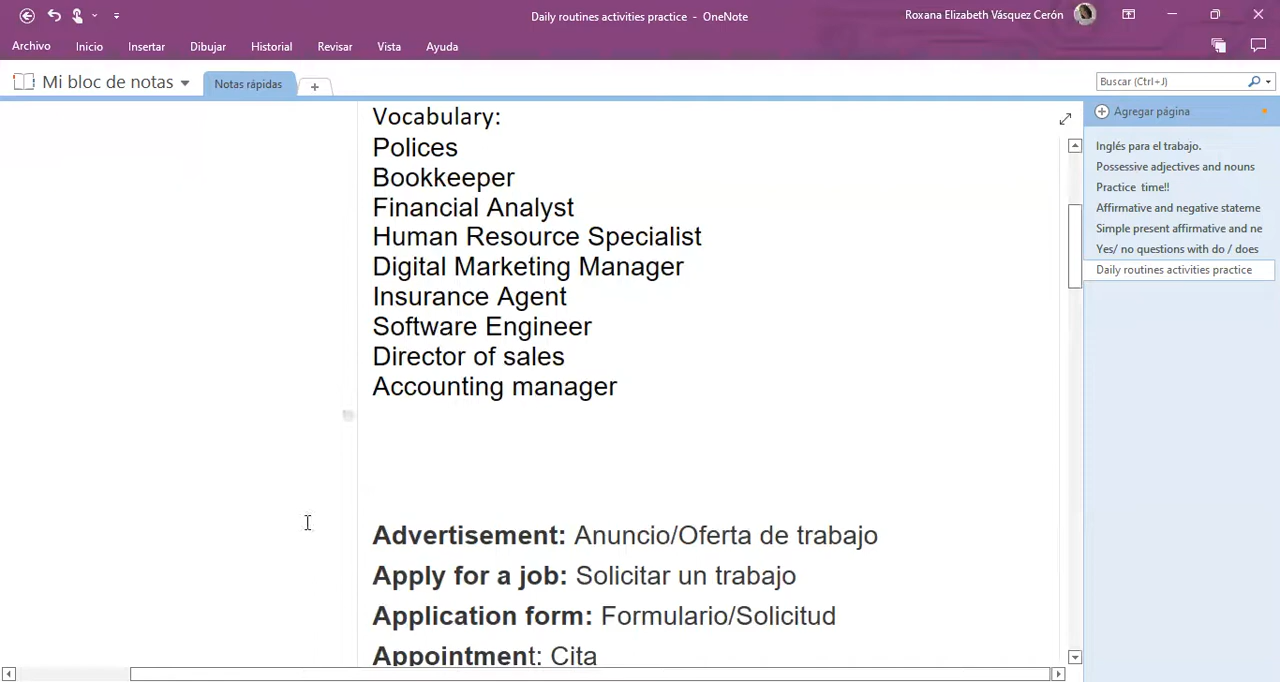 Daily routines activities practice - OneNote
Roxana Elizabeth Vásquez Cerón
Archivo Inicio Insertar Dibujar Historial Revisar Vista Ayuda
Mi bloc de notas
Notas rápidas
Buscar (Ctrl+J)
Agregar página
Inglés para el trabajo.
Possessive adjectives and nouns
Practice time!!
Affirmative and negative stateme
Simple present affirmative and ne
Yes/ no questions with do / does
Daily routines activities practice
Vocabulary:
Polices
Bookkeeper
Financial Analyst
Human Resource Specialist
Digital Marketing Manager
Insurance Agent
Software Engineer
Director of sales
Accounting manager
Advertisement: Anuncio/Oferta de trabajo
Apply for a job: Solicitar un trabajo
Application form: Formulario/Solicitud
Appointment: Cita